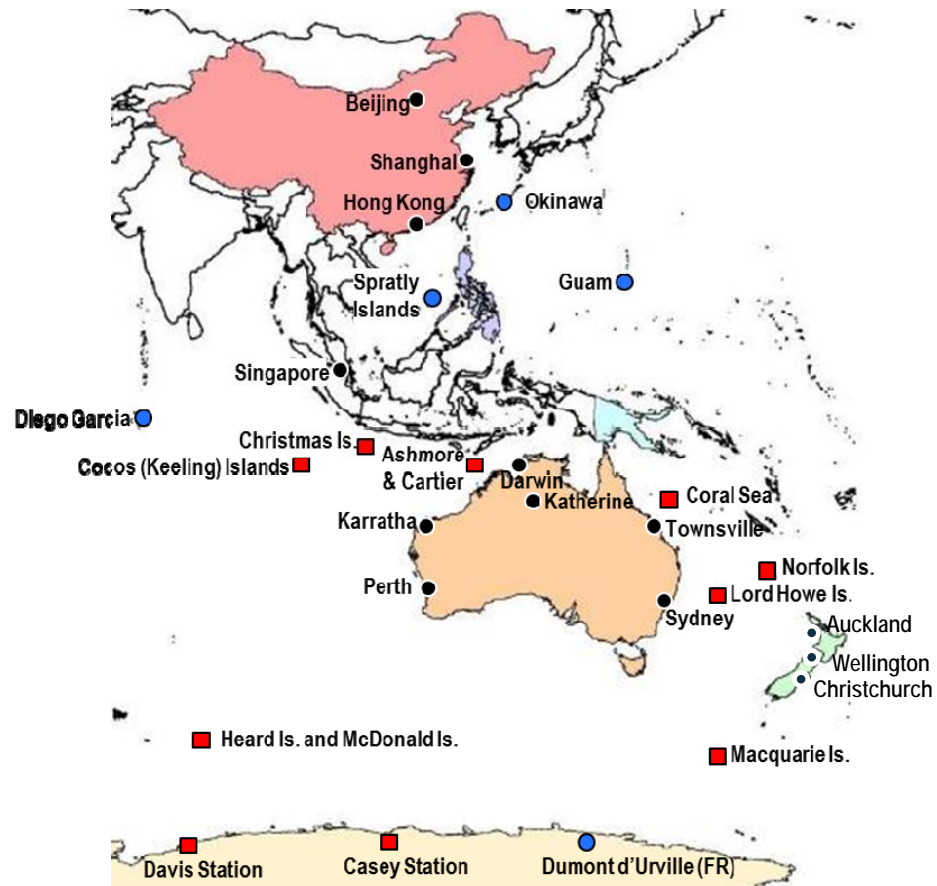 Beijing
Shanghai
Hong Kong
Okinawa
Spratly
Islands
Guam
Singapore
Diego Garcia
Christmas Is.
Cocos (Keeling) Islands
Ashmore
& Cartier
Darwin
Katherine
Coral Sea
Karratha
Townsville
Norfolk Is.
Perth
Lord Howe Is.
Sydney
Auckland
Wellington
Christchurch
Heard Is. and McDonald Is.
Macquarie Is.
Davis Station
Casey Station
Dumont d'Urville (FR)